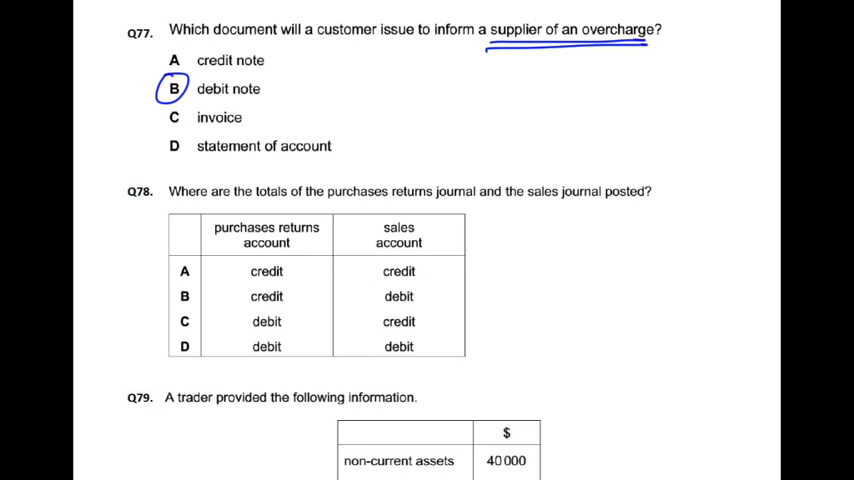 Q77. Which document will a customer issue to inform a supplier of an overcharge?
A credit note
B debit note
C invoice
D statement of account
Q78. Where are the totals of the purchases returns journal and the sales journal posted?
purchases returns account sales account
A credit credit
B credit debit
C debit credit
D debit debit
Q79. A trader provided the following information.
$
non-current assets 40 000